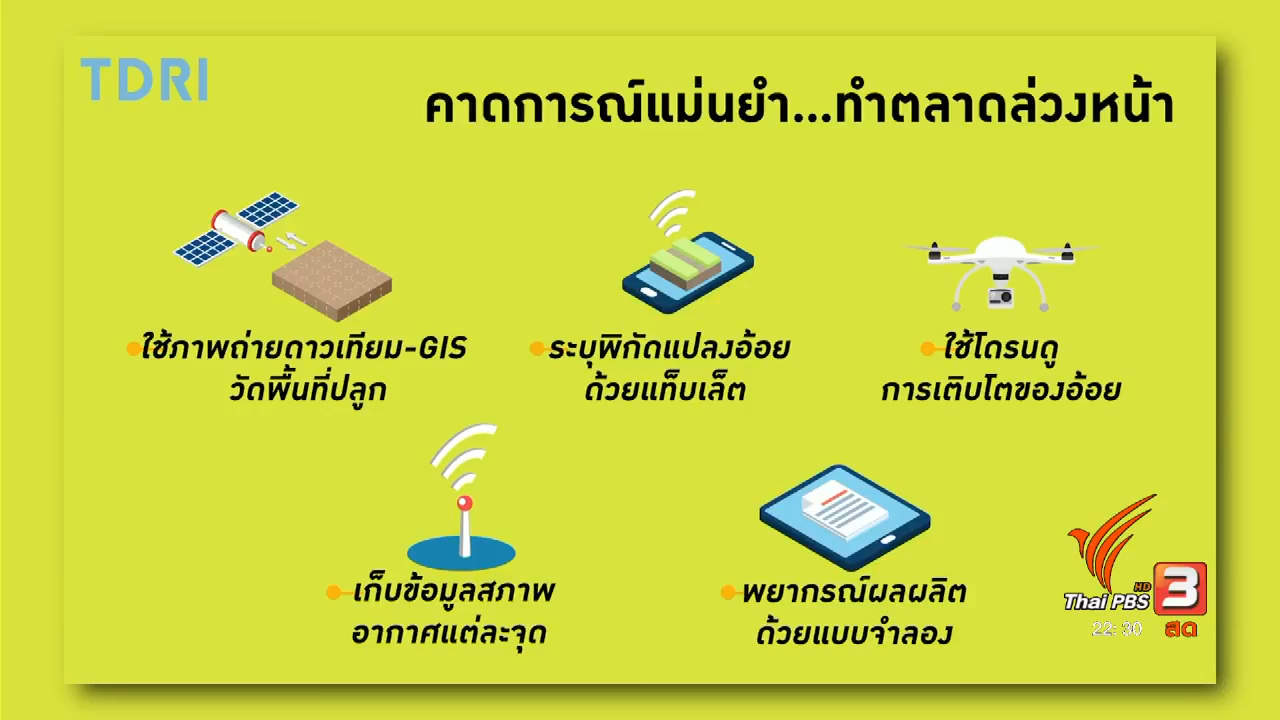 TDRI
คาดการณ์แม่นยำ...ทำตลาดล่วงหน้า
ใช้ภาพถ่ายดาวเทียม-GIS
วัดพื้นที่ปลูก
ระบุพิกัดแปลงอ้อย
ด้วยแท็บเล็ต
ใช้โดรนดู
การเติบโตของอ้อย
เก็บข้อมูลสภาพ
อากาศแต่ละจุด
พยากรณ์ผลผลิต
ด้วยแบบจำลอง
Thai PBS HD 3
22:30 สด